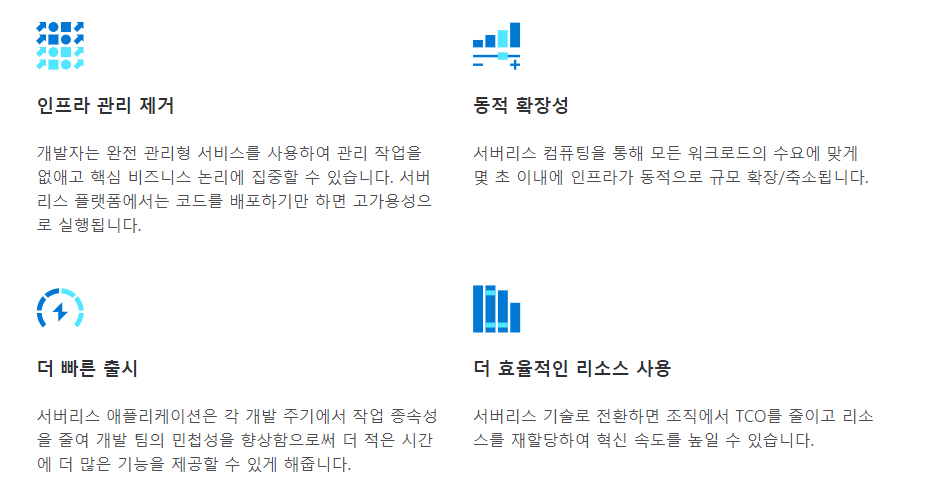 인프라 관리 제거
개발자는 완전 관리형 서비스를 사용하여 관리 작업을
없애고 핵심 비즈니스 논리에 집중할 수 있습니다. 서버
리스 플랫폼에서는 코드를 배포하기만 하면 고가용성으
로 실행됩니다.
동적 확장성
서버리스 컴퓨팅을 통해 모든 워크로드의 수요에 맞게
몇 초 이내에 인프라가 동적으로 규모 확장/축소됩니다.
더 빠른 출시
서버리스 애플리케이션은 각 개발 주기에서 작업 종속성
을 줄여 개발 팀의 민첩성을 향상함으로써 더 적은 시간
에 더 많은 기능을 제공할 수 있게 해줍니다.
더 효율적인 리소스 사용
서버리스 기술로 전환하면 조직에서 TCO를 줄이고 리소
스를 재할당하여 혁신 속도를 높일 수 있습니다.